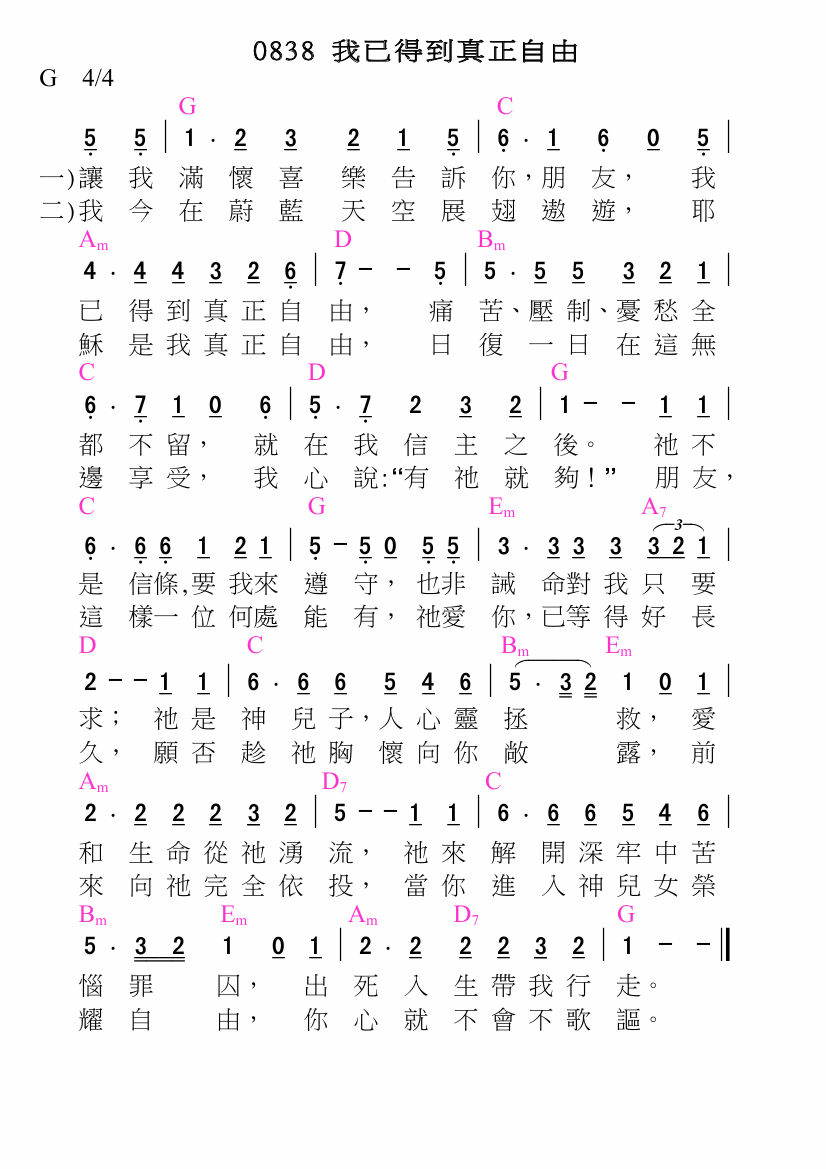 0838 我已得到真正自由
G 4/4
G C
5 5 | 1 · 2 3 2 1 5 | 6 · 1 6 0 5 |
一)讓我滿懷喜樂告訴你,朋友, 我
二)我今在蔚藍天空展翅遨遊, 耶
Am D Bm
4 · 4 4 3 2 6 | 7 - - 5 | 5 · 5 5 3 2 1 |
已得到真正自由, 痛苦、壓制、憂愁全
穌是我真正自由, 日復一日在這無
C D G
6 · 7 1 0 6 | 5 · 7 2 3 2 | 1 - - 1 1 |
都不留, 就在我信主之後。 祂不
邊享受, 我心說:“有祂就夠!” 朋友,
C G Em A7
6 · 6 6 1 2 1 | 5 - 5 0 5 5 | 3 · 3 3 3 3 2 1 |
3
是信條,要我來遵守, 也非誡命對我只要
這樣一位何處能有, 祂愛你,已等得好長
D C Bm Em
2 - - 1 1 | 6 · 6 6 5 4 6 | 5 · 3 2 1 0 1 |
求; 祂是神兒子,人心靈拯救, 愛
久, 願否趁祂胸懷向你敞露, 前
Am D7 C
2 · 2 2 2 3 2 | 5 - - 1 1 | 6 · 6 6 5 4 6 |
和生命從祂湧流, 祂來解開深牢中苦
來向祂完全依投, 當你進入神兒女榮
Bm Em Am D7 G
5 · 3 2 1 0 1 | 2 · 2 2 2 3 2 | 1 - - ‖
惱罪囚, 出死入生帶我行走。
耀自由, 你心就不會不歌謳。